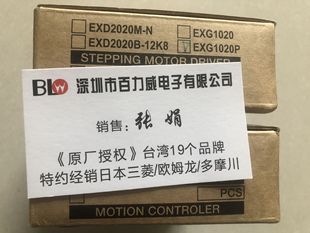 EXD2020M-N EXG1020
EXD2020B-12K8 EXG1020P
STEPPING MOTOR DRIVER
BLW 深圳市百力威电子有限公司
销售：张 娟
《原厂授权》台湾19个品牌
特约经销日本三菱/欧姆龙/多摩川
PCS
MOTION CONTROLER